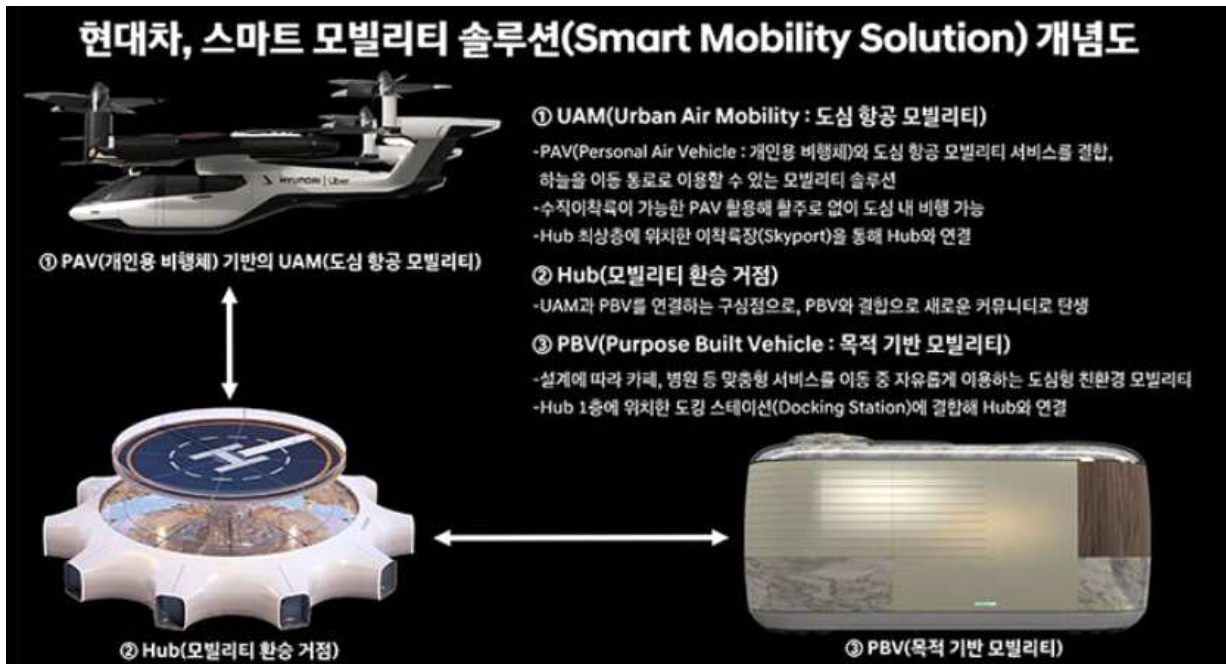 현대차, 스마트 모빌리티 솔루션(Smart Mobility Solution) 개념도
HYUNDAI | Uber
① PAV(개인용 비행체) 기반의 UAM(도심 항공 모빌리티)
① UAM(Urban Air Mobility : 도심 항공 모빌리티)
-PAV(Personal Air Vehicle : 개인용 비행체)와 도심 항공 모빌리티 서비스를 결합,
하늘을 이동 통로로 이용할 수 있는 모빌리티 솔루션
-수직이착륙이 가능한 PAV 활용해 활주로 없이 도심 내 비행 가능
-Hub 최상층에 위치한 이착륙장(Skyport)을 통해 Hub와 연결
② Hub(모빌리티 환승 거점)
-UAM과 PBV를 연결하는 구심점으로, PBV와 결합으로 새로운 커뮤니티로 탄생
③ PBV(Purpose Built Vehicle : 목적 기반 모빌리티)
-설계에 따라 카페, 병원 등 맞춤형 서비스를 이동 중 자유롭게 이용하는 도심형 친환경 모빌리티
-Hub 1층에 위치한 도킹 스테이션(Docking Station)에 결합해 Hub와 연결
H
② Hub(모빌리티 환승 거점)
③ PBV(목적 기반 모빌리티)